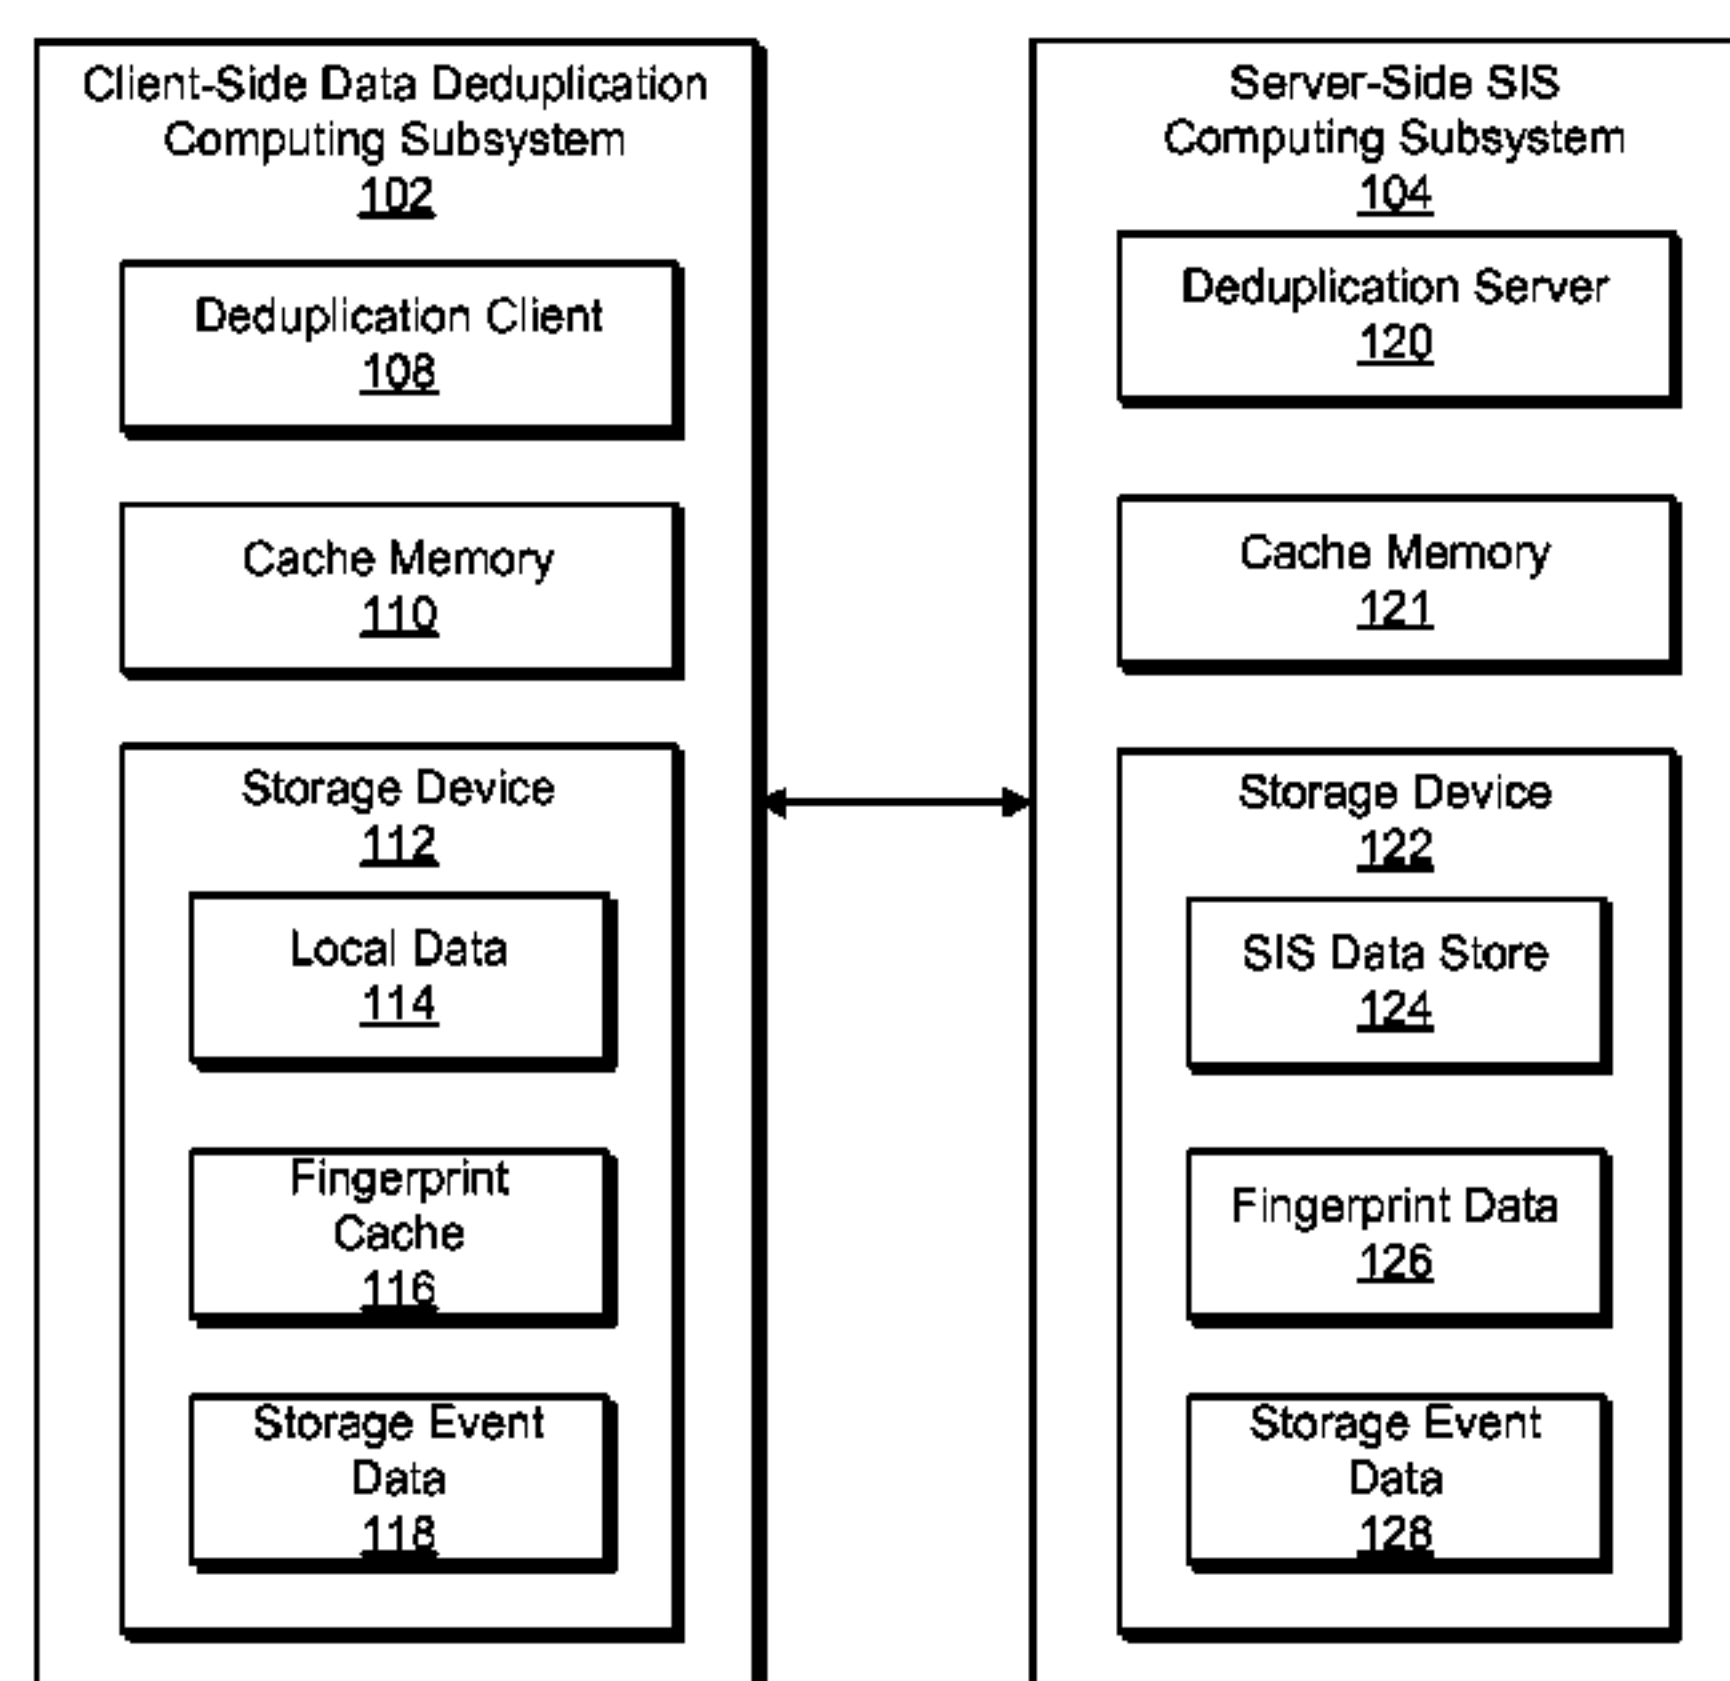 Client-Side Data Deduplication
Computing Subsystem
102
Deduplication Client
108
Cache Memory
110
Storage Device
112
Local Data
114
Fingerprint
Cache
116
Storage Event
Data
118
Server-Side SIS
Computing Subsystem
104
Deduplication Server
120
Cache Memory
121
Storage Device
122
SIS Data Store
124
Fingerprint Data
126
Storage Event
Data
128